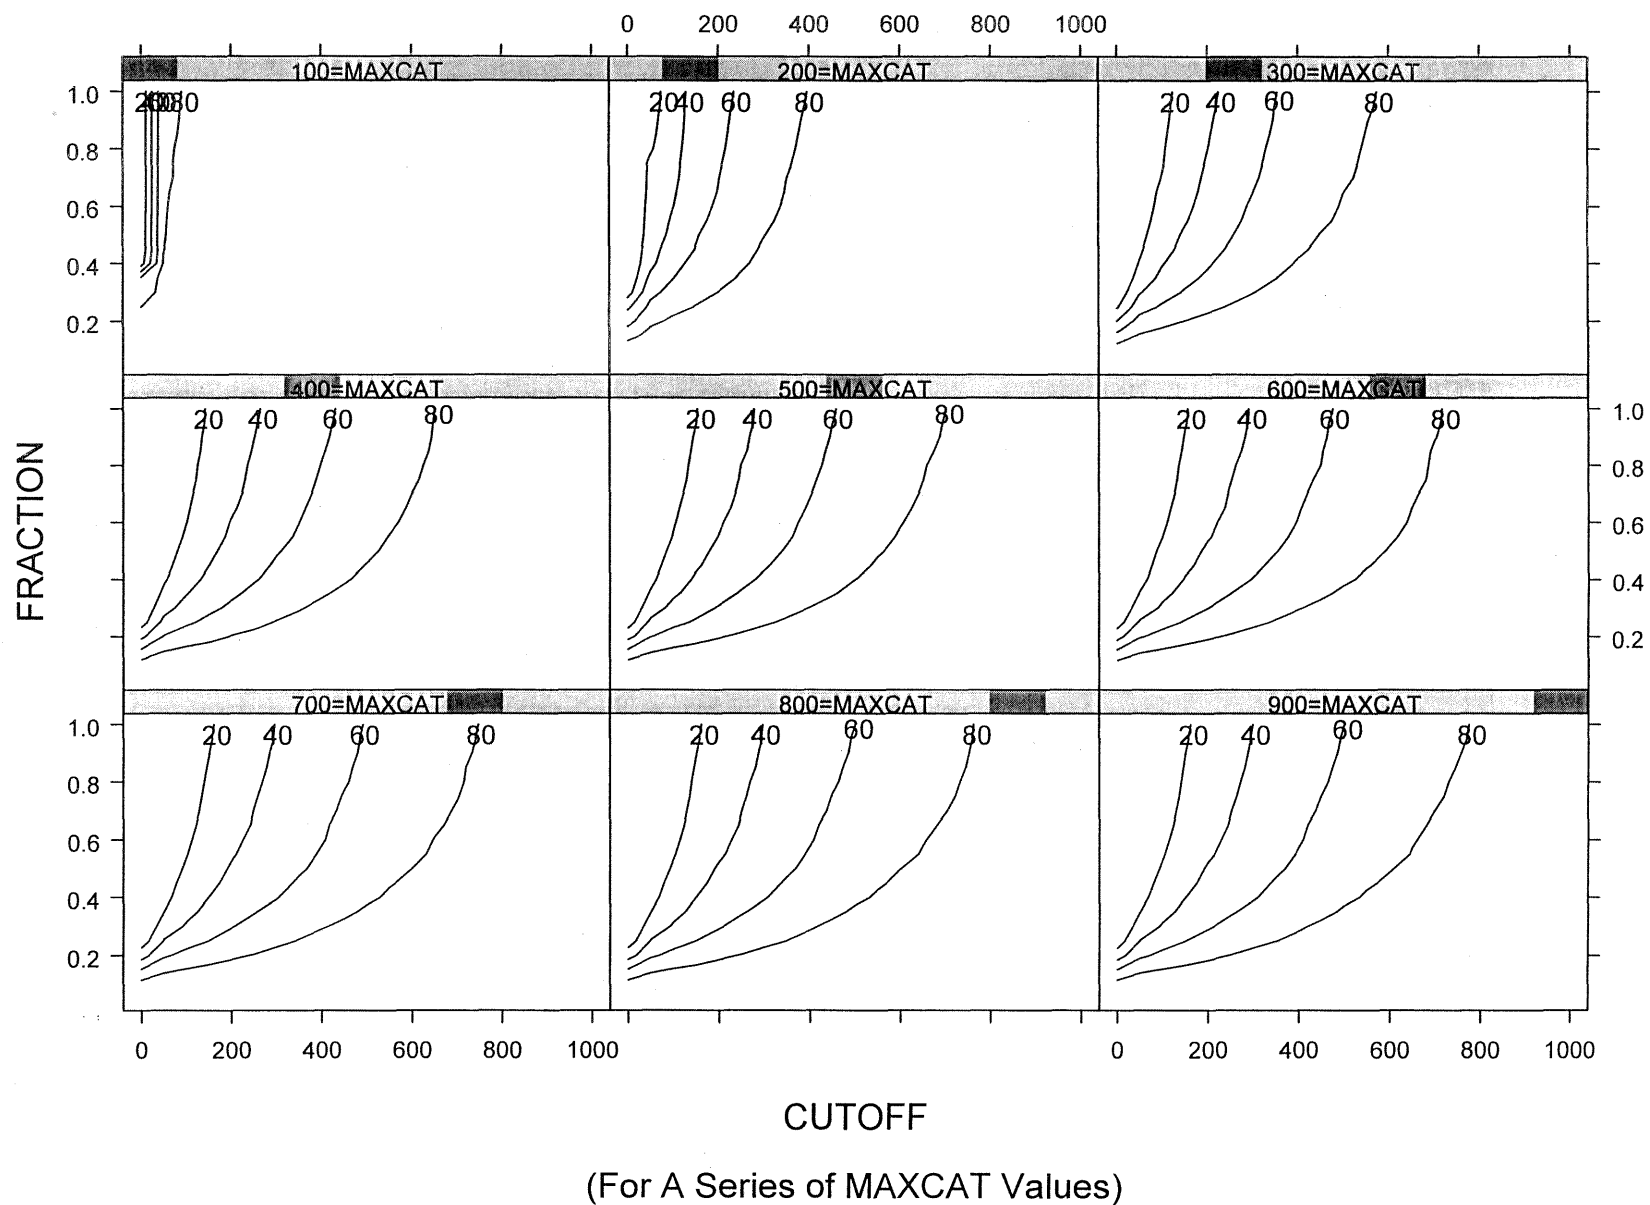 0 200 400 600 800 1000
100=MAXCAT 200=MAXCAT 300=MAXCAT
1.0 0.8 0.6 0.4 0.2
80
20 40 60 80
20 40 60 80
400=MAXCAT 500=MAXCAT 600=MAXCAT
20 40 60 80
20 40 60 80
20 40 60 80
1.0 0.8 0.6 0.4 0.2
FRACTION
700=MAXCAT 800=MAXCAT 900=MAXCAT
1.0 0.8 0.6 0.4 0.2
20 40 60 80
20 40 60 80
20 40 60 80
0 200 400 600 800 1000
0 200 400 600 800 1000
CUTOFF
(For A Series of MAXCAT Values)